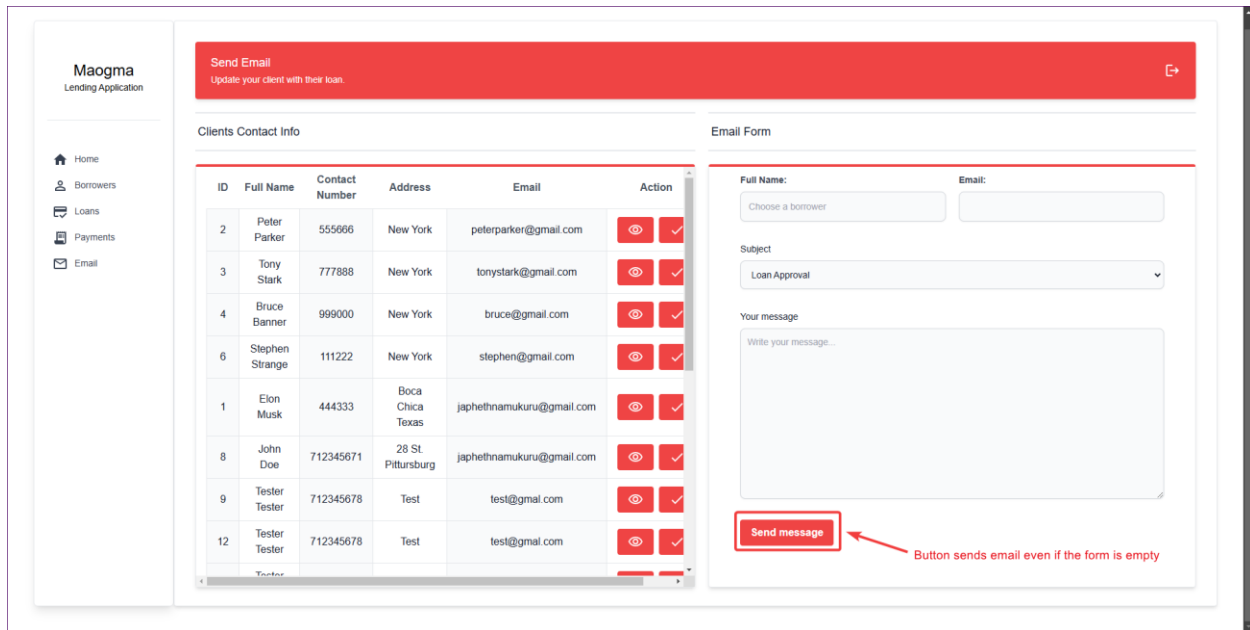 Maogma
Lending Application
Home
Borrowers
Loans
Payments
Email
Send Email
Update your client with their loan.
Clients Contact Info
ID Full Name Contact Number Address Email Action
2 Peter Parker 555666 New York peterparker@gmail.com
3 Tony Stark 777888 New York tonystark@gmail.com
4 Bruce Banner 999000 New York bruce@gmail.com
6 Stephen Strange 111222 New York stephen@gmail.com
1 Elon Musk 444333 Boca Chica Texas japhethnamukuru@gmail.com
8 John Doe 712345671 28 St. Pittursburg japhethnamukuru@gmail.com
9 Tester Tester 712345678 Test test@gmal.com
12 Tester Tester 712345678 Test test@gmal.com
Email Form
Full Name: Email:
Choose a borrower
Subject
Loan Approval
Your message
Write your message...
Send message
Button sends email even if the form is empty